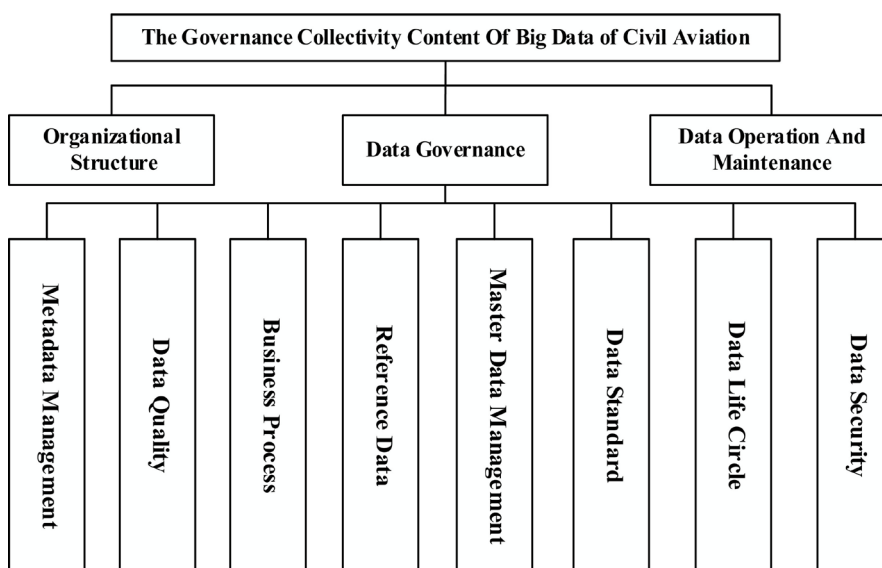 The Governance Collectivity Content Of Big Data of Civil Aviation
Organizational
Structure
Data Governance
Data Operation And
Maintenance
Metadata Management
Data Quality
Business Process
Reference Data
Master Data Management
Data Standard
Data Life Circle
Data Security